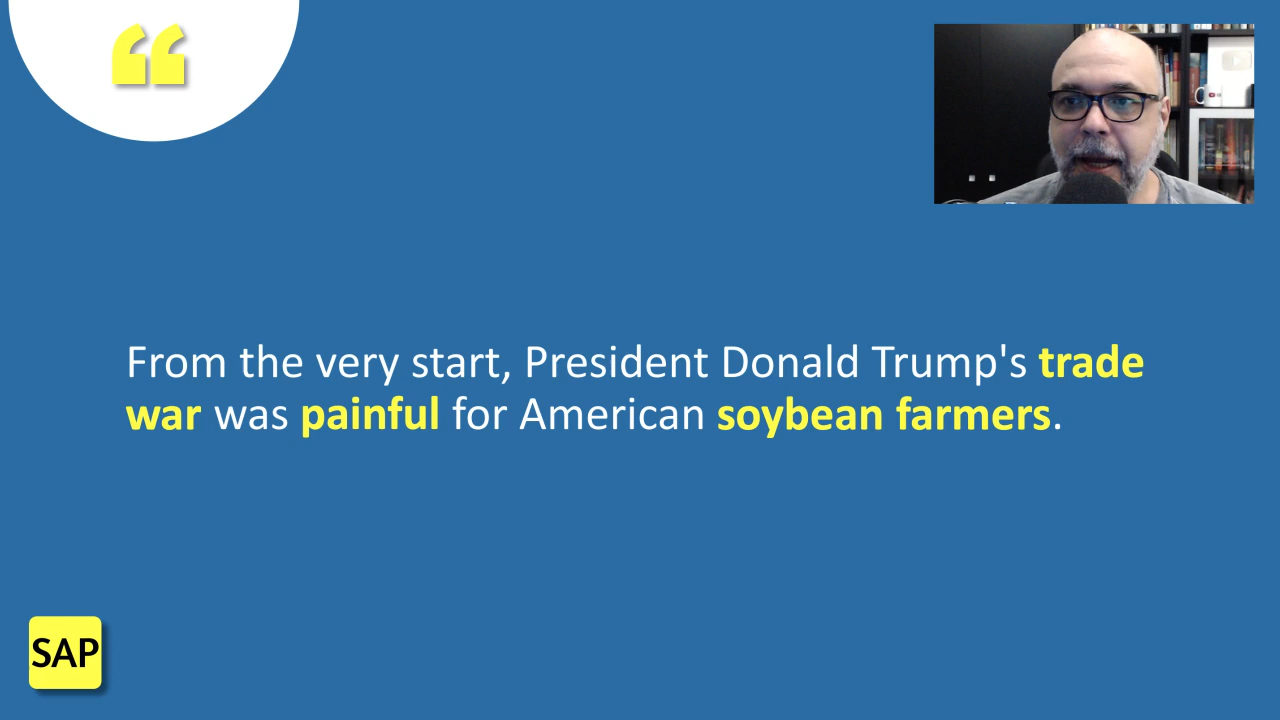 “
From the very start, President Donald Trump's trade
war was painful for American soybean farmers.
SAP